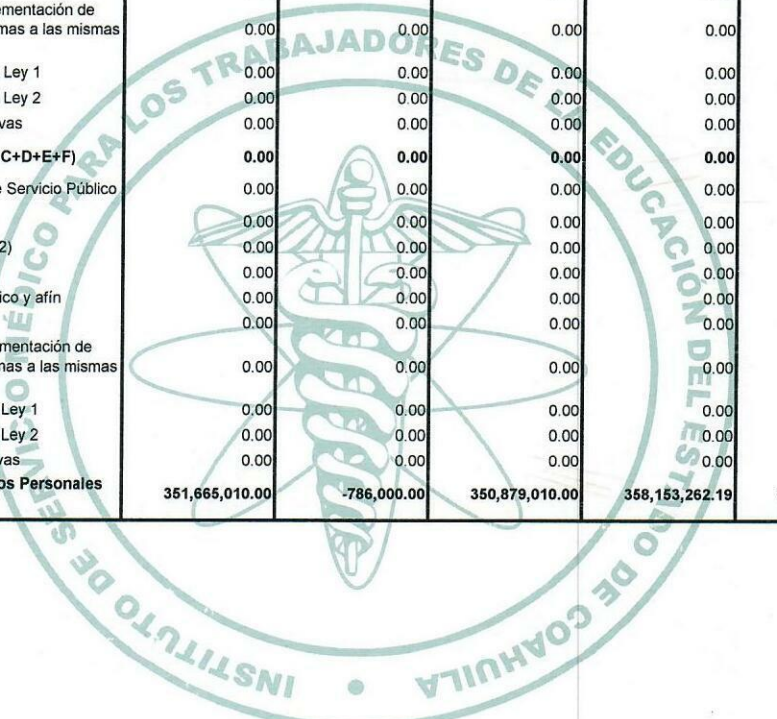 ementación de
mas a las mismas 0.00 0.00 0.00 0.00
Ley 1 0.00 0.00 0.00 0.00
Ley 2 0.00 0.00 0.00 0.00
vas 0.00 0.00 0.00 0.00
C+D+E+F) 0.00 0.00 0.00 0.00
e Servicio Público 0.00 0.00 0.00 0.00
0.00 0.00 0.00 0.00
2) 0.00 0.00 0.00 0.00
0.00 0.00 0.00 0.00
ico y afín 0.00 0.00 0.00 0.00
0.00 0.00 0.00 0.00
mentación de
mas a las mismas 0.00 0.00 0.00 0.00
Ley 1 0.00 0.00 0.00 0.00
Ley 2 0.00 0.00 0.00 0.00
vas 0.00 0.00 0.00 0.00
os Personales 351,665,010.00 -786,000.00 350,879,010.00 358,153,262.19
INSTITUTO DE SERVICIO MÉDICO PARA LOS TRABAJADORES DE LA EDUCACIÓN DEL ESTADO DE COAHUILA